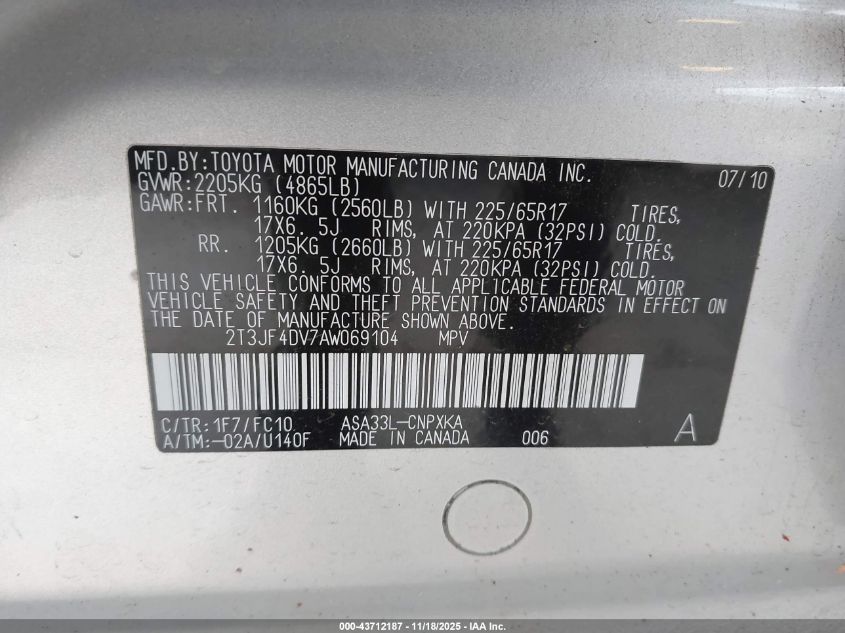 MFD.BY:TOYOTA MOTOR MANUFACTURING CANADA INC. 07/10
GVWR:2205KG (4865LB)
GAWR:FRT. 1160KG (2560LB) WITH 225/65R17 TIRES,
17X6. 5J RIMS, AT 220KPA (32PSI) COLD.
RR. 1205KG (2660LB) WITH 225/65R17 TIRES,
17X6. 5J RIMS, AT 220KPA (32PSI) COLD.
THIS VEHICLE CONFORMS TO ALL APPLICABLE FEDERAL MOTOR
VEHICLE SAFETY AND THEFT PREVENTION STANDARDS IN EFFECT ON
THE DATE OF MANUFACTURE SHOWN ABOVE.
2T3JF4DV7AW069104 MPV
C/TR:1F7/FC10 ASA33L-CNPXKA
A/TM:-02A/U140F MADE IN CANADA 006 A
000-43712187 - 11/18/2025 - IAA Inc.